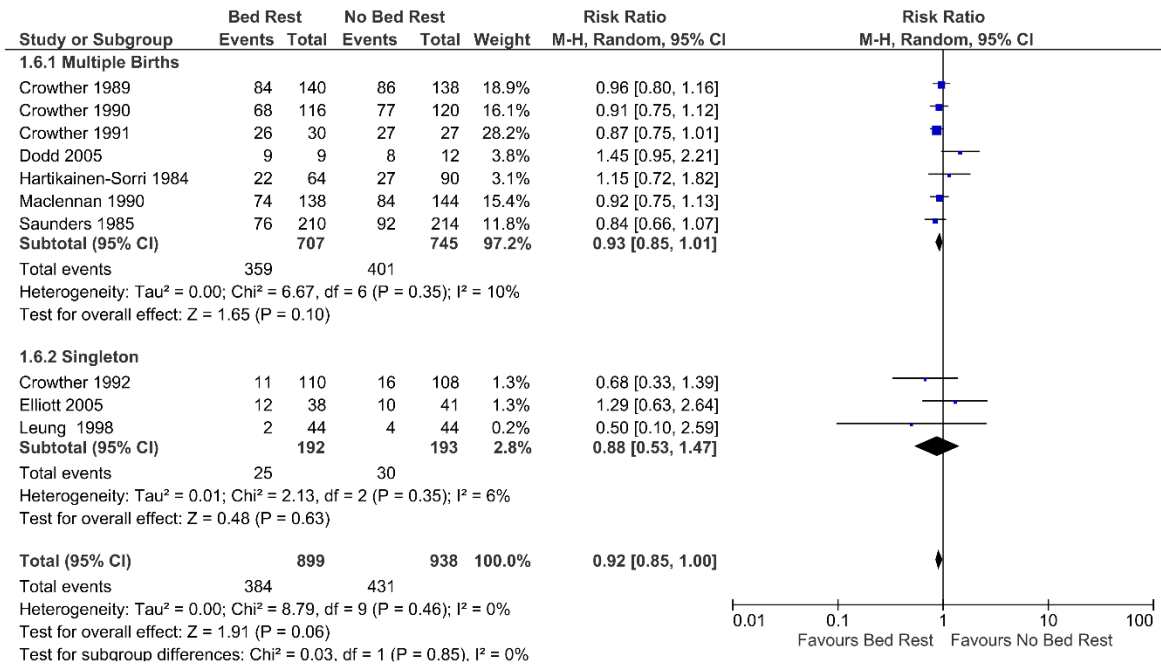 Bed Rest No Bed Rest Risk Ratio Risk Ratio
Study or Subgroup Events Total Events Total Weight M-H, Random, 95% CI M-H, Random, 95% CI
1.6.1 Multiple Births
Crowther 1989 84 140 86 138 18.9% 0.96 [0.80, 1.16]
Crowther 1990 68 116 77 120 16.1% 0.91 [0.75, 1.12]
Crowther 1991 26 30 27 27 28.2% 0.87 [0.75, 1.01]
Dodd 2005 9 9 8 12 3.8% 1.45 [0.95, 2.21]
Hartikainen-Sorri 1984 22 64 27 90 3.1% 1.15 [0.72, 1.82]
Maclennan 1990 74 138 84 144 15.4% 0.92 [0.75, 1.13]
Saunders 1985 76 210 92 214 11.8% 0.84 [0.66, 1.07]
Subtotal (95% CI) 707 745 97.2% 0.93 [0.85, 1.01]
Total events 359 401
Heterogeneity: Tau² = 0.00; Chi² = 6.67, df = 6 (P = 0.35); I² = 10%
Test for overall effect: Z = 1.65 (P = 0.10)
1.6.2 Singleton
Crowther 1992 11 110 16 108 1.3% 0.68 [0.33, 1.39]
Elliott 2005 12 38 10 41 1.3% 1.29 [0.63, 2.64]
Leung 1998 2 44 4 44 0.2% 0.50 [0.10, 2.59]
Subtotal (95% CI) 192 193 2.8% 0.88 [0.53, 1.47]
Total events 25 30
Heterogeneity: Tau² = 0.01; Chi² = 2.13, df = 2 (P = 0.35); I² = 6%
Test for overall effect: Z = 0.48 (P = 0.63)
Total (95% CI) 899 938 100.0% 0.92 [0.85, 1.00]
Total events 384 431
Heterogeneity: Tau² = 0.00; Chi² = 8.79, df = 9 (P = 0.46); I² = 0%
Test for overall effect: Z = 1.91 (P = 0.06)
Test for subgroup differences: Chi² = 0.03, df = 1 (P = 0.85), I² = 0%
0.01 0.1 1 10 100
Favours Bed Rest Favours No Bed Rest